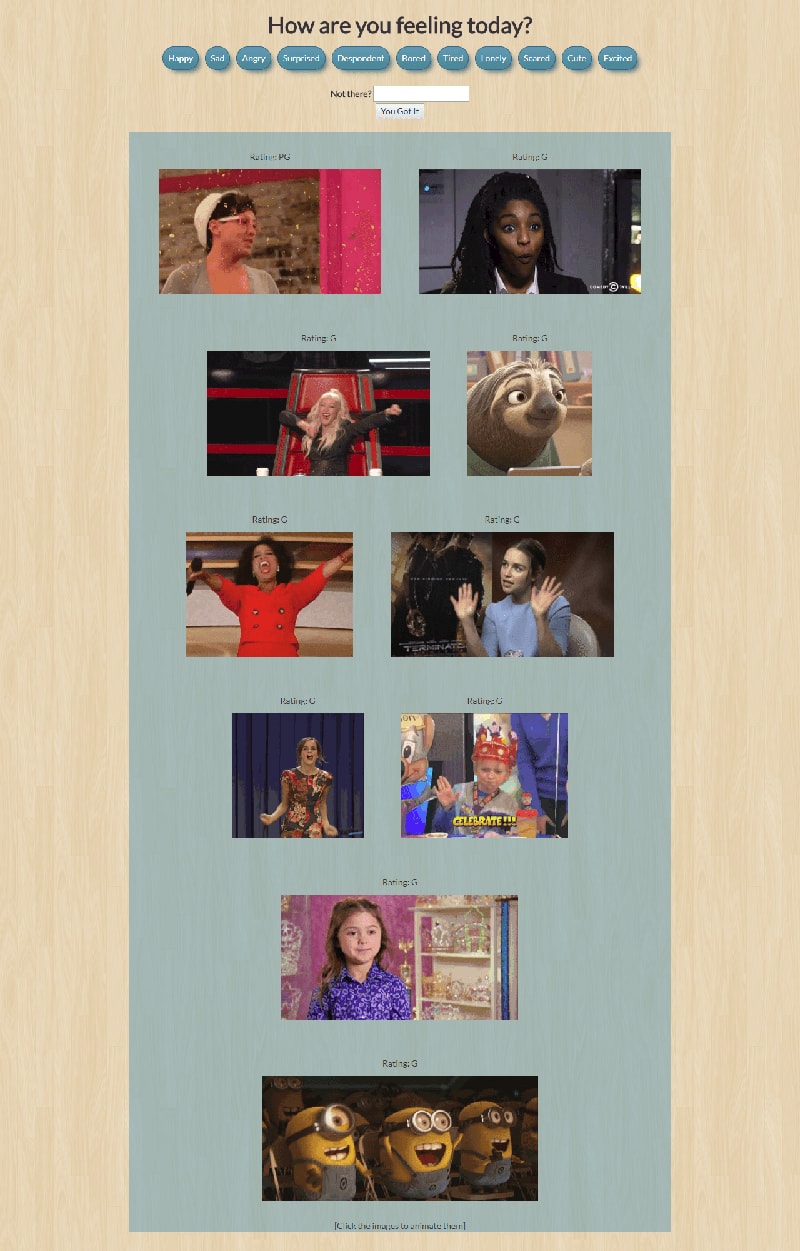 How are you feeling today?
Happy Sad Angry Surprised Despondent Bored Tired Lonely Scared Cute Excited
Not there?
You Got It
Rating: PG Rating: G
COMEDY
Rating: G Rating: G
Rating: G Rating: G
TERMINATOR
Rating: G Rating: G
CELEBRATE!!!
Rating: G
Rating: G
[Click the images to animate them]